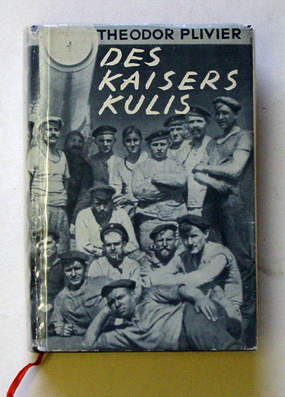 THEODOR PLIVIER
DES
KAISERS
KULIS